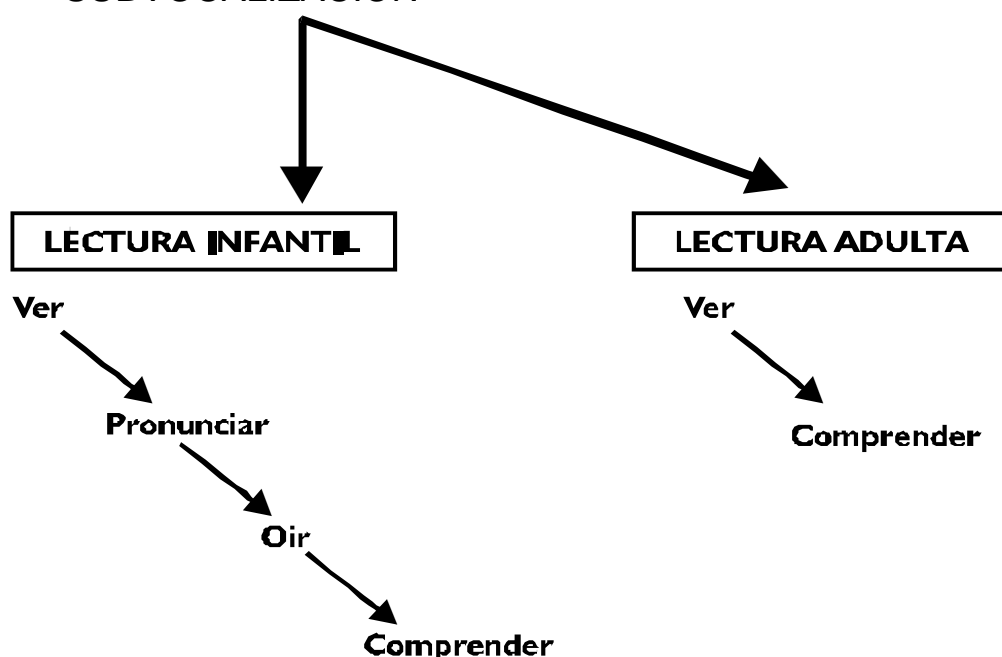 LECTURA INFANTIL
LECTURA ADULTA
Ver
Ver
Pronunciar
Comprender
Oir
Comprender